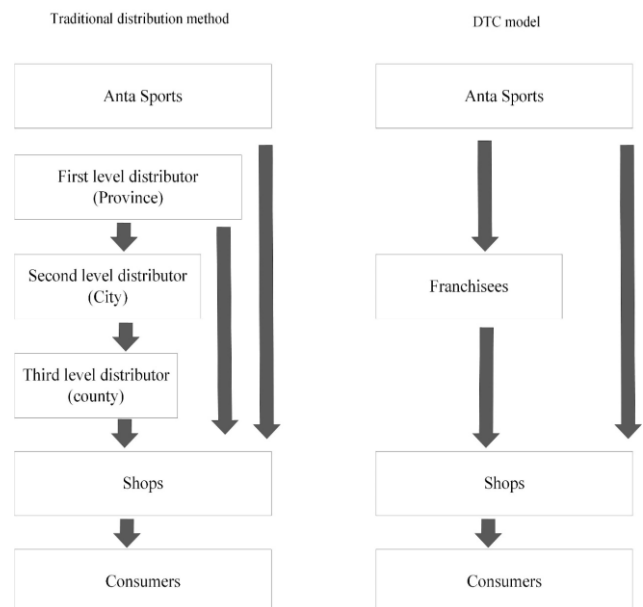 Traditional distribution method
Anta Sports
First level distributor
(Province)
Second level distributor
(City)
Third level distributor
(county)
Shops
Consumers
DTC model
Anta Sports
Franchisees
Shops
Consumers